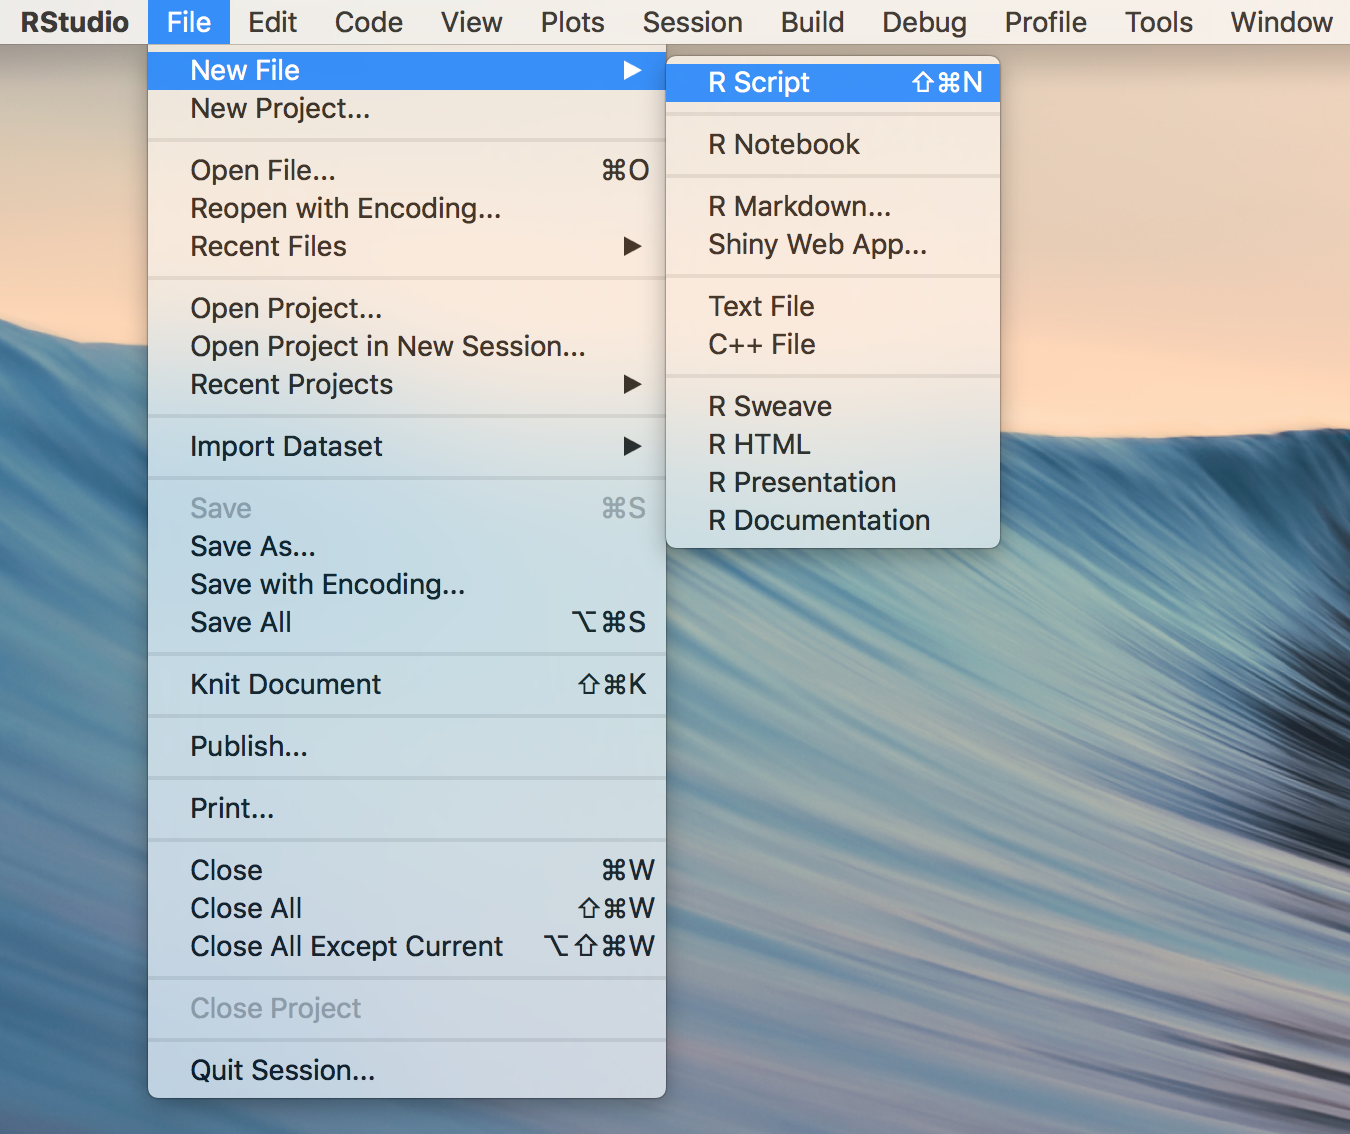 RStudio File Edit Code View Plots Session Build Debug Profile Tools Window
New File ▶
New Project...
Open File... ⌘O
Reopen with Encoding...
Recent Files ▶
Open Project...
Open Project in New Session...
Recent Projects ▶
Import Dataset ▶
Save ⌘S
Save As...
Save with Encoding...
Save All ⌥⌘S
Knit Document ⇧⌘K
Publish...
Print...
Close ⌘W
Close All ⇧⌘W
Close All Except Current ⌥⇧⌘W
Close Project
Quit Session...
R Script ⇧⌘N
R Notebook
R Markdown...
Shiny Web App...
Text File
C++ File
R Sweave
R HTML
R Presentation
R Documentation